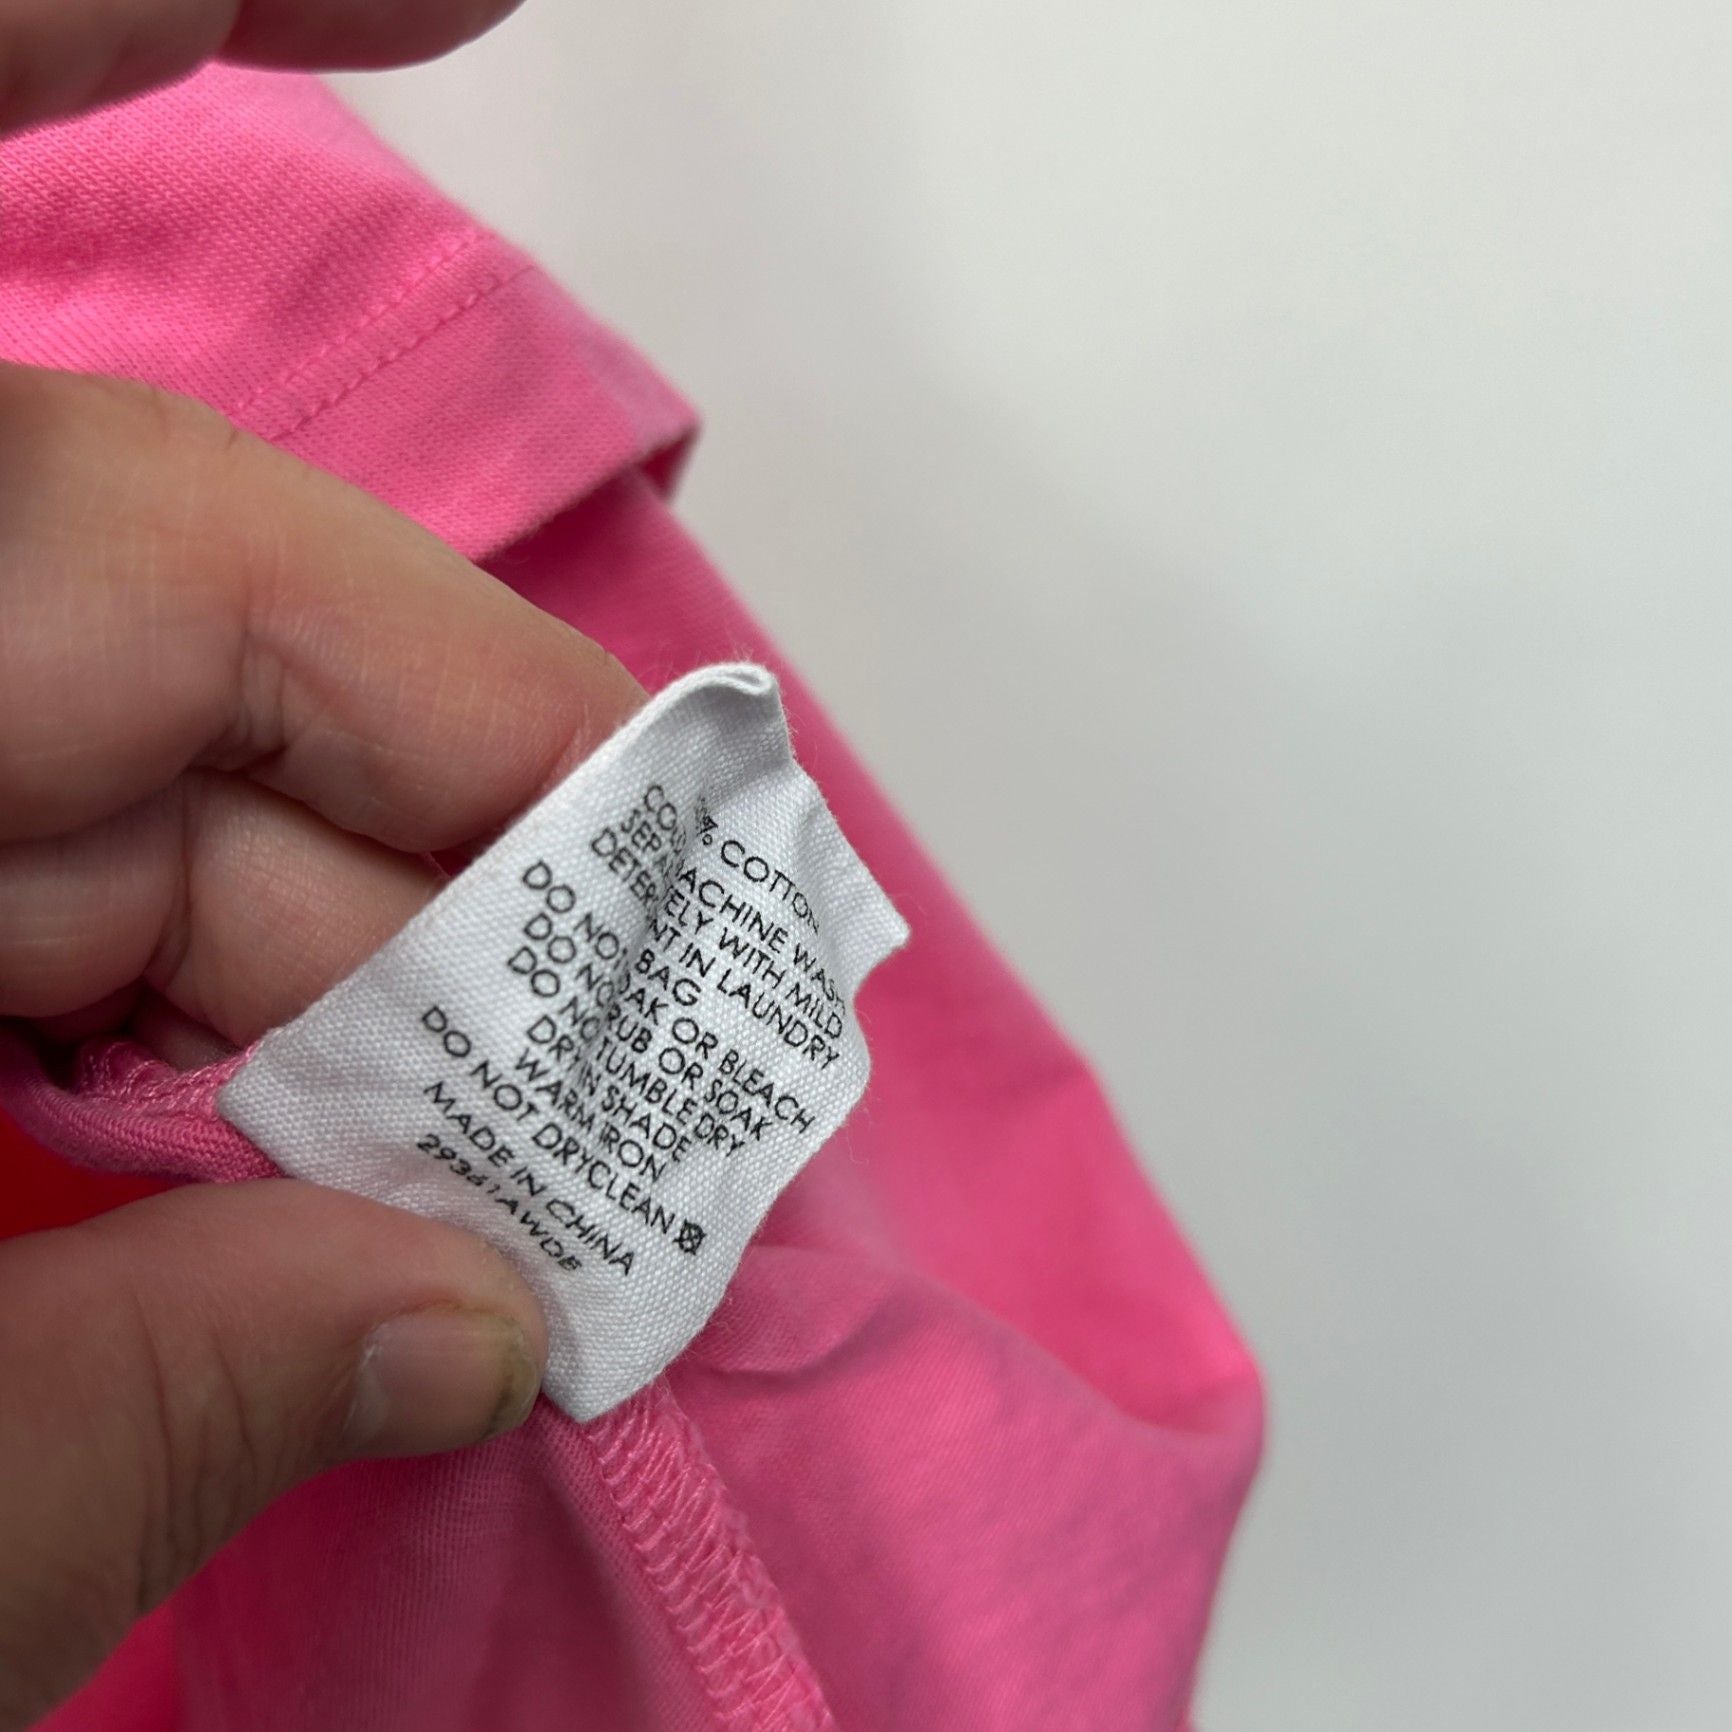 % COTTON
COLD MACHINE WASH
SEPARATELY WITH MILD
DETERGENT IN LAUNDRY
BAG
DO NOT SOAK OR BLEACH
DO NOT RUB OR SOAK
DO NOT TUMBLE DRY
DRY IN SHADE
WARM IRON
DO NOT DRYCLEAN
MADE IN CHINA